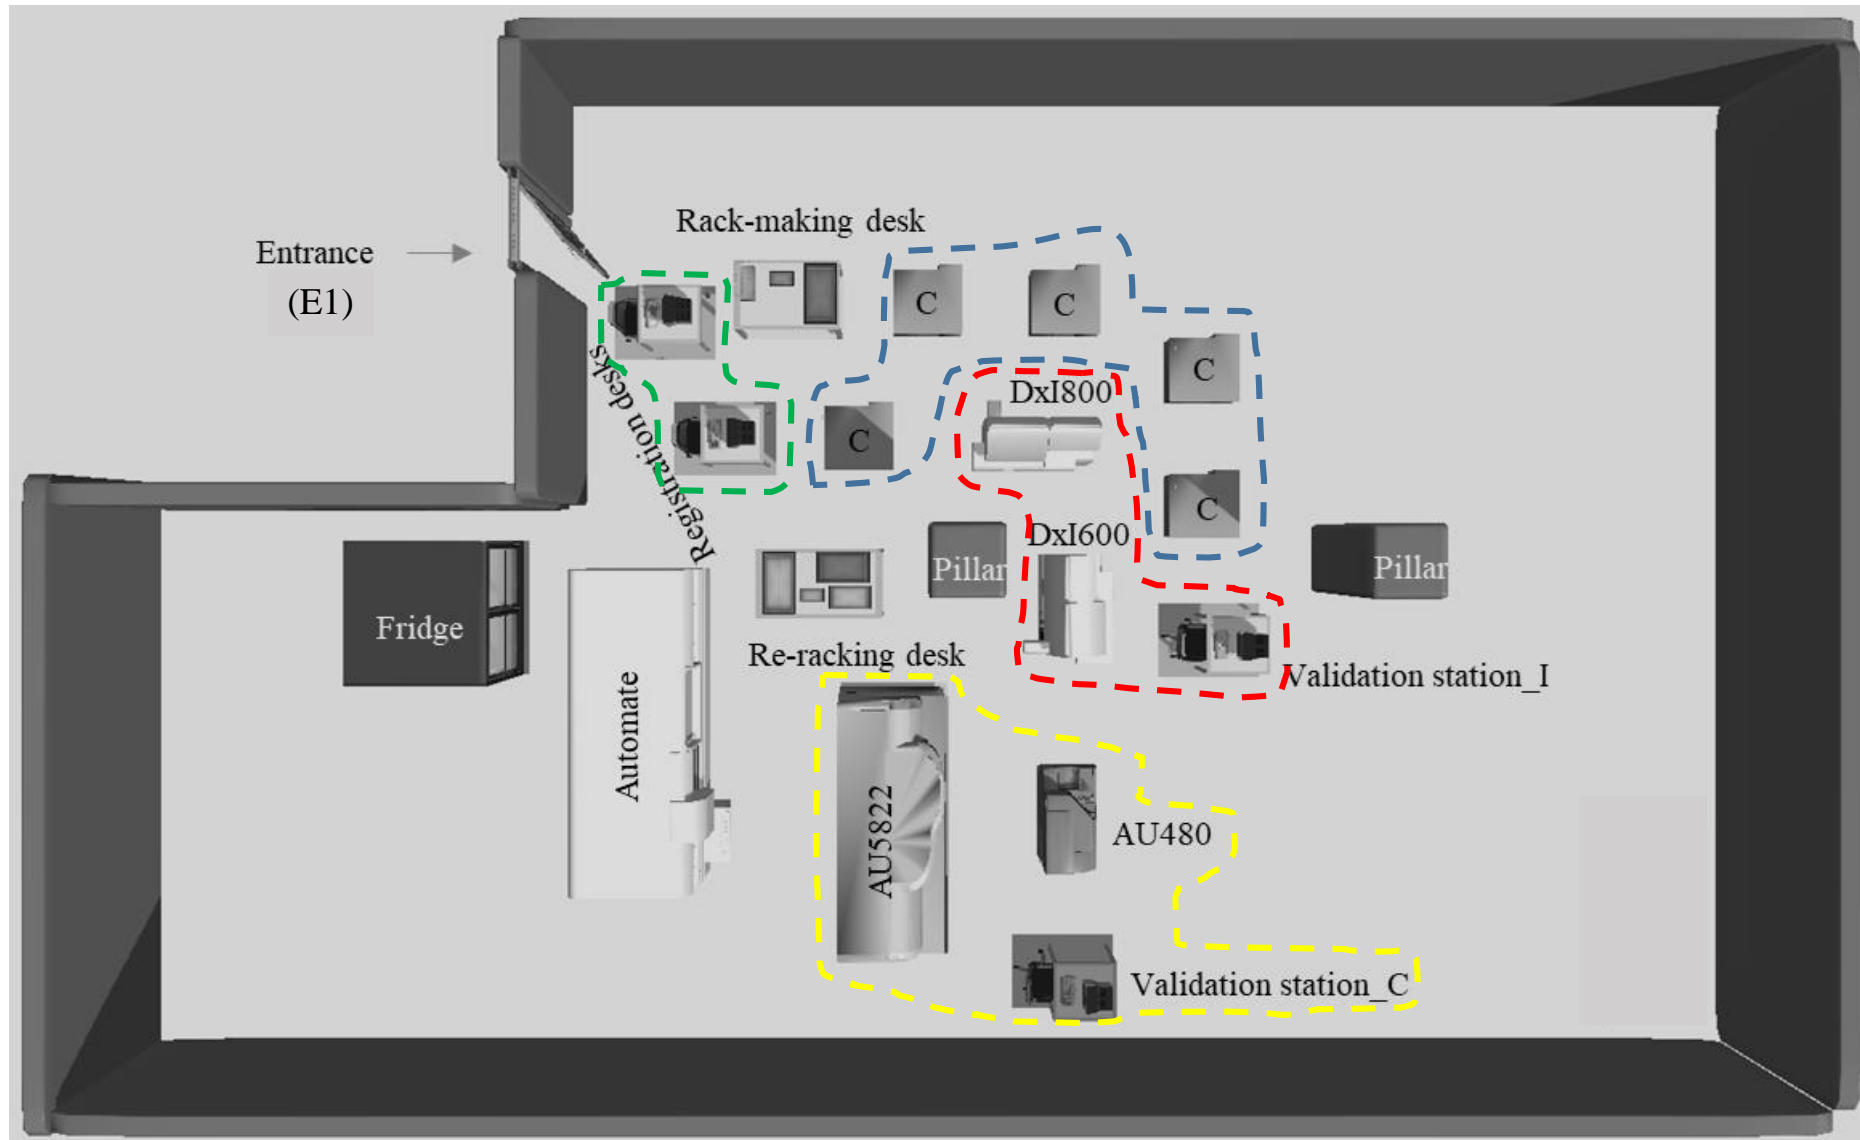 Rack-making desk
Entrance
(E1)
C
C
C
C
C
Registration desks
DxI800
DxI600
Pillar
Pillar
Fridge
Re-racking desk
Validation station_I
Automate
AU5822
AU480
Validation station_C